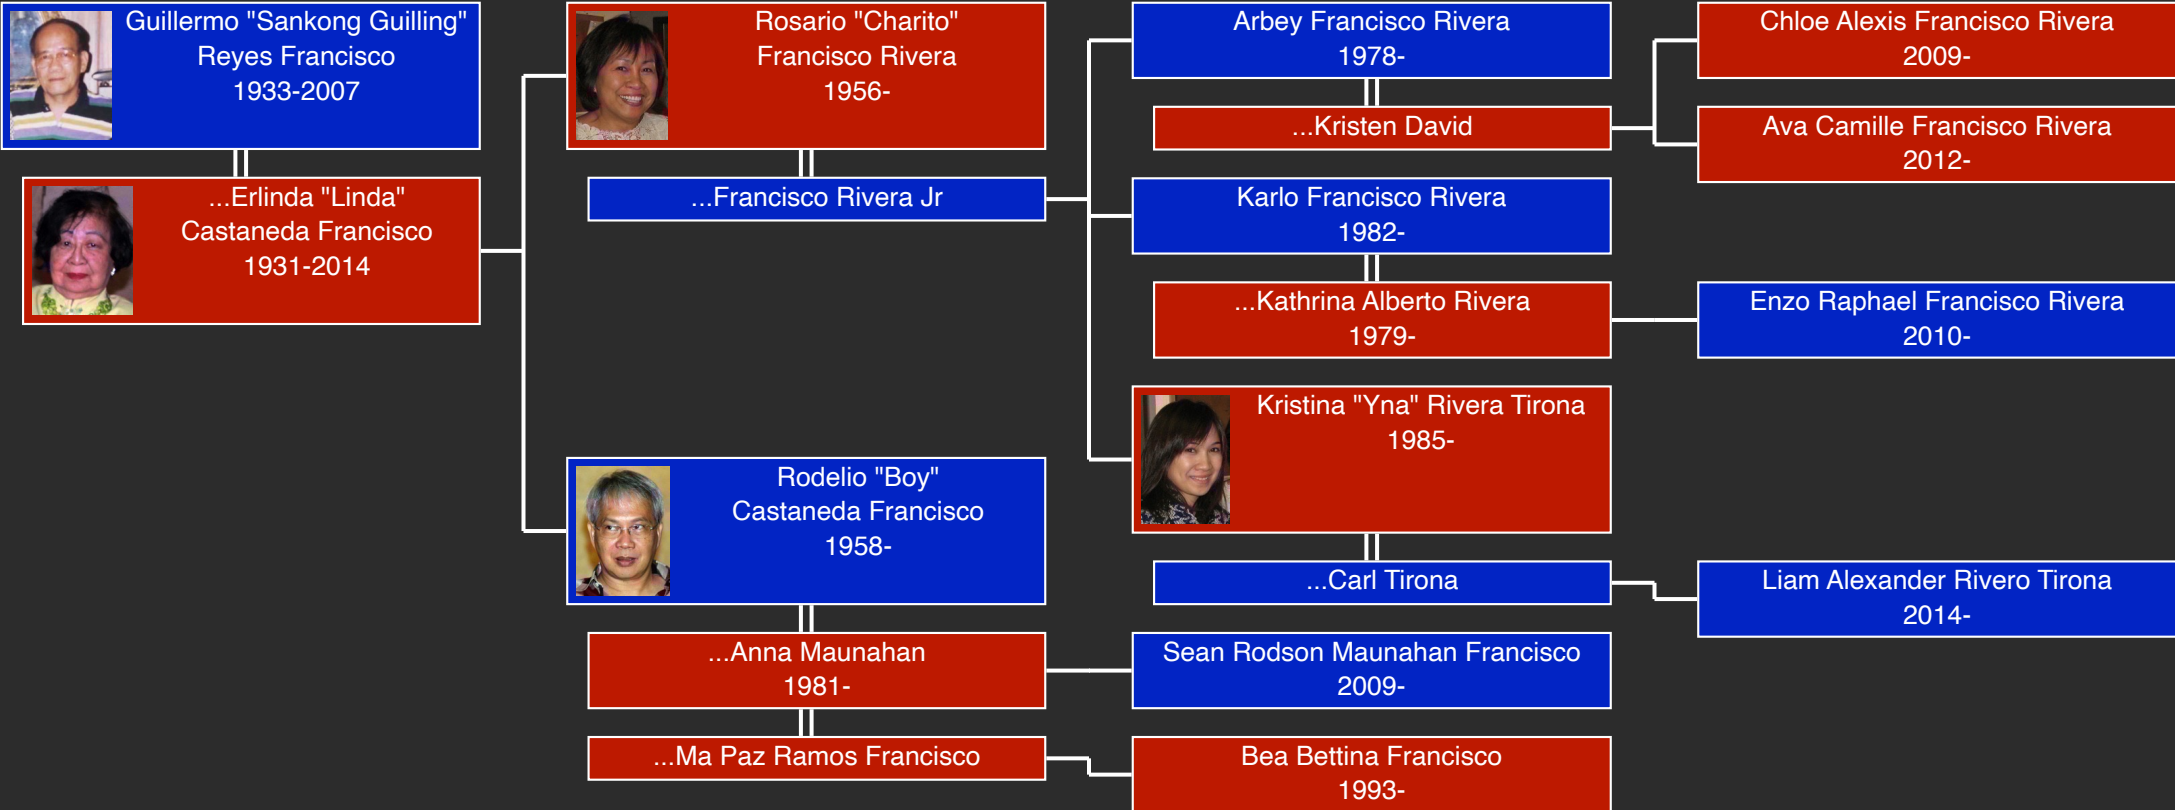 Guillermo "Sankong Guilling"
Reyes Francisco
1933-2007
...Erlinda "Linda"
Castaneda Francisco
1931-2014
Rosario "Charito"
Francisco Rivera
1956-
...Francisco Rivera Jr
Rodelio "Boy"
Castaneda Francisco
1958-
...Anna Maunahan
1981-
...Ma Paz Ramos Francisco
Arbey Francisco Rivera
1978-
...Kristen David
Karlo Francisco Rivera
1982-
...Kathrina Alberto Rivera
1979-
Kristina "Yna" Rivera Tirona
1985-
...Carl Tirona
Sean Rodson Maunahan Francisco
2009-
Bea Bettina Francisco
1993-
Chloe Alexis Francisco Rivera
2009-
Ava Camille Francisco Rivera
2012-
Enzo Raphael Francisco Rivera
2010-
Liam Alexander Rivero Tirona
2014-